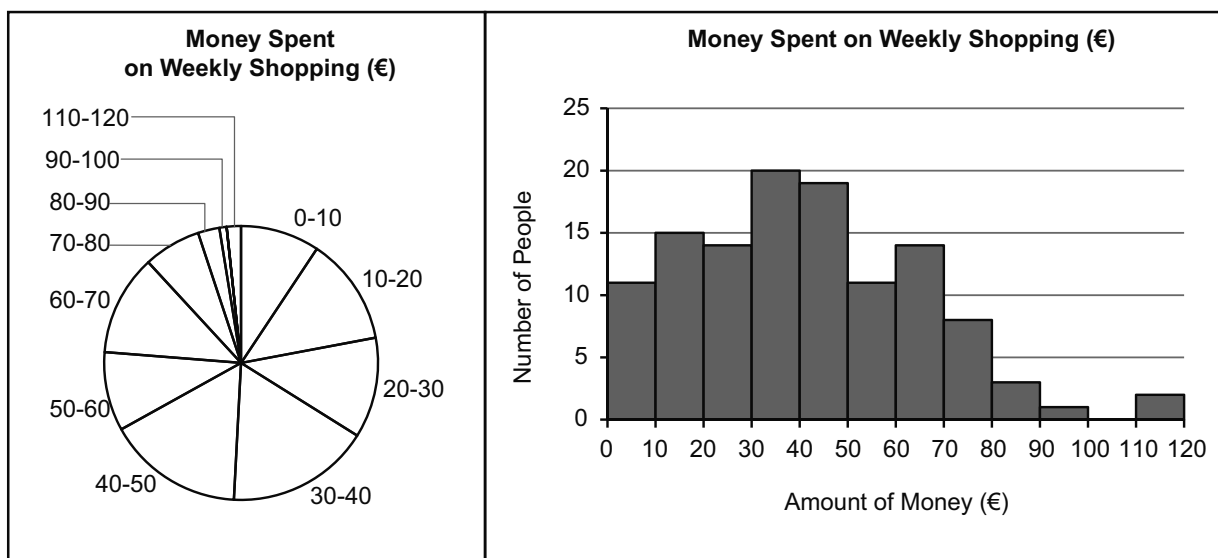 Money Spent
on Weekly Shopping (€)
110-120
90-100
80-90
70-80
60-70
50-60
40-50
30-40
20-30
10-20
0-10
Money Spent on Weekly Shopping (€)
Number of People
25
20
15
10
5
0
0 10 20 30 40 50 60 70 80 90 100 110 120
Amount of Money (€)